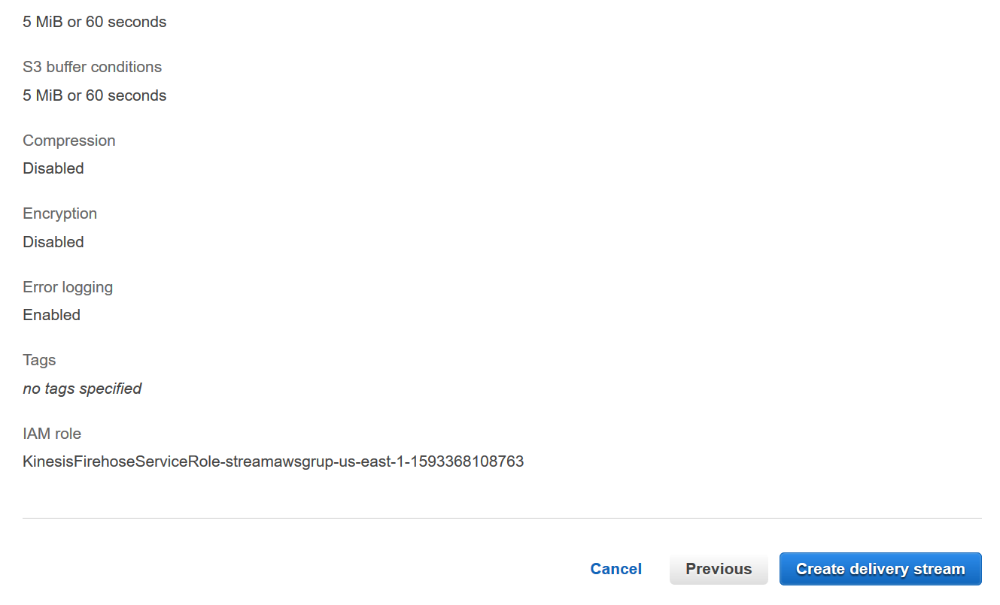 5 MiB or 60 seconds
S3 buffer conditions
5 MiB or 60 seconds
Compression
Disabled
Encryption
Disabled
Error logging
Enabled
Tags
no tags specified
IAM role
KinesisFirehoseServiceRole-streamawsgrup-us-east-1-1593368108763
Cancel Previous Create delivery stream